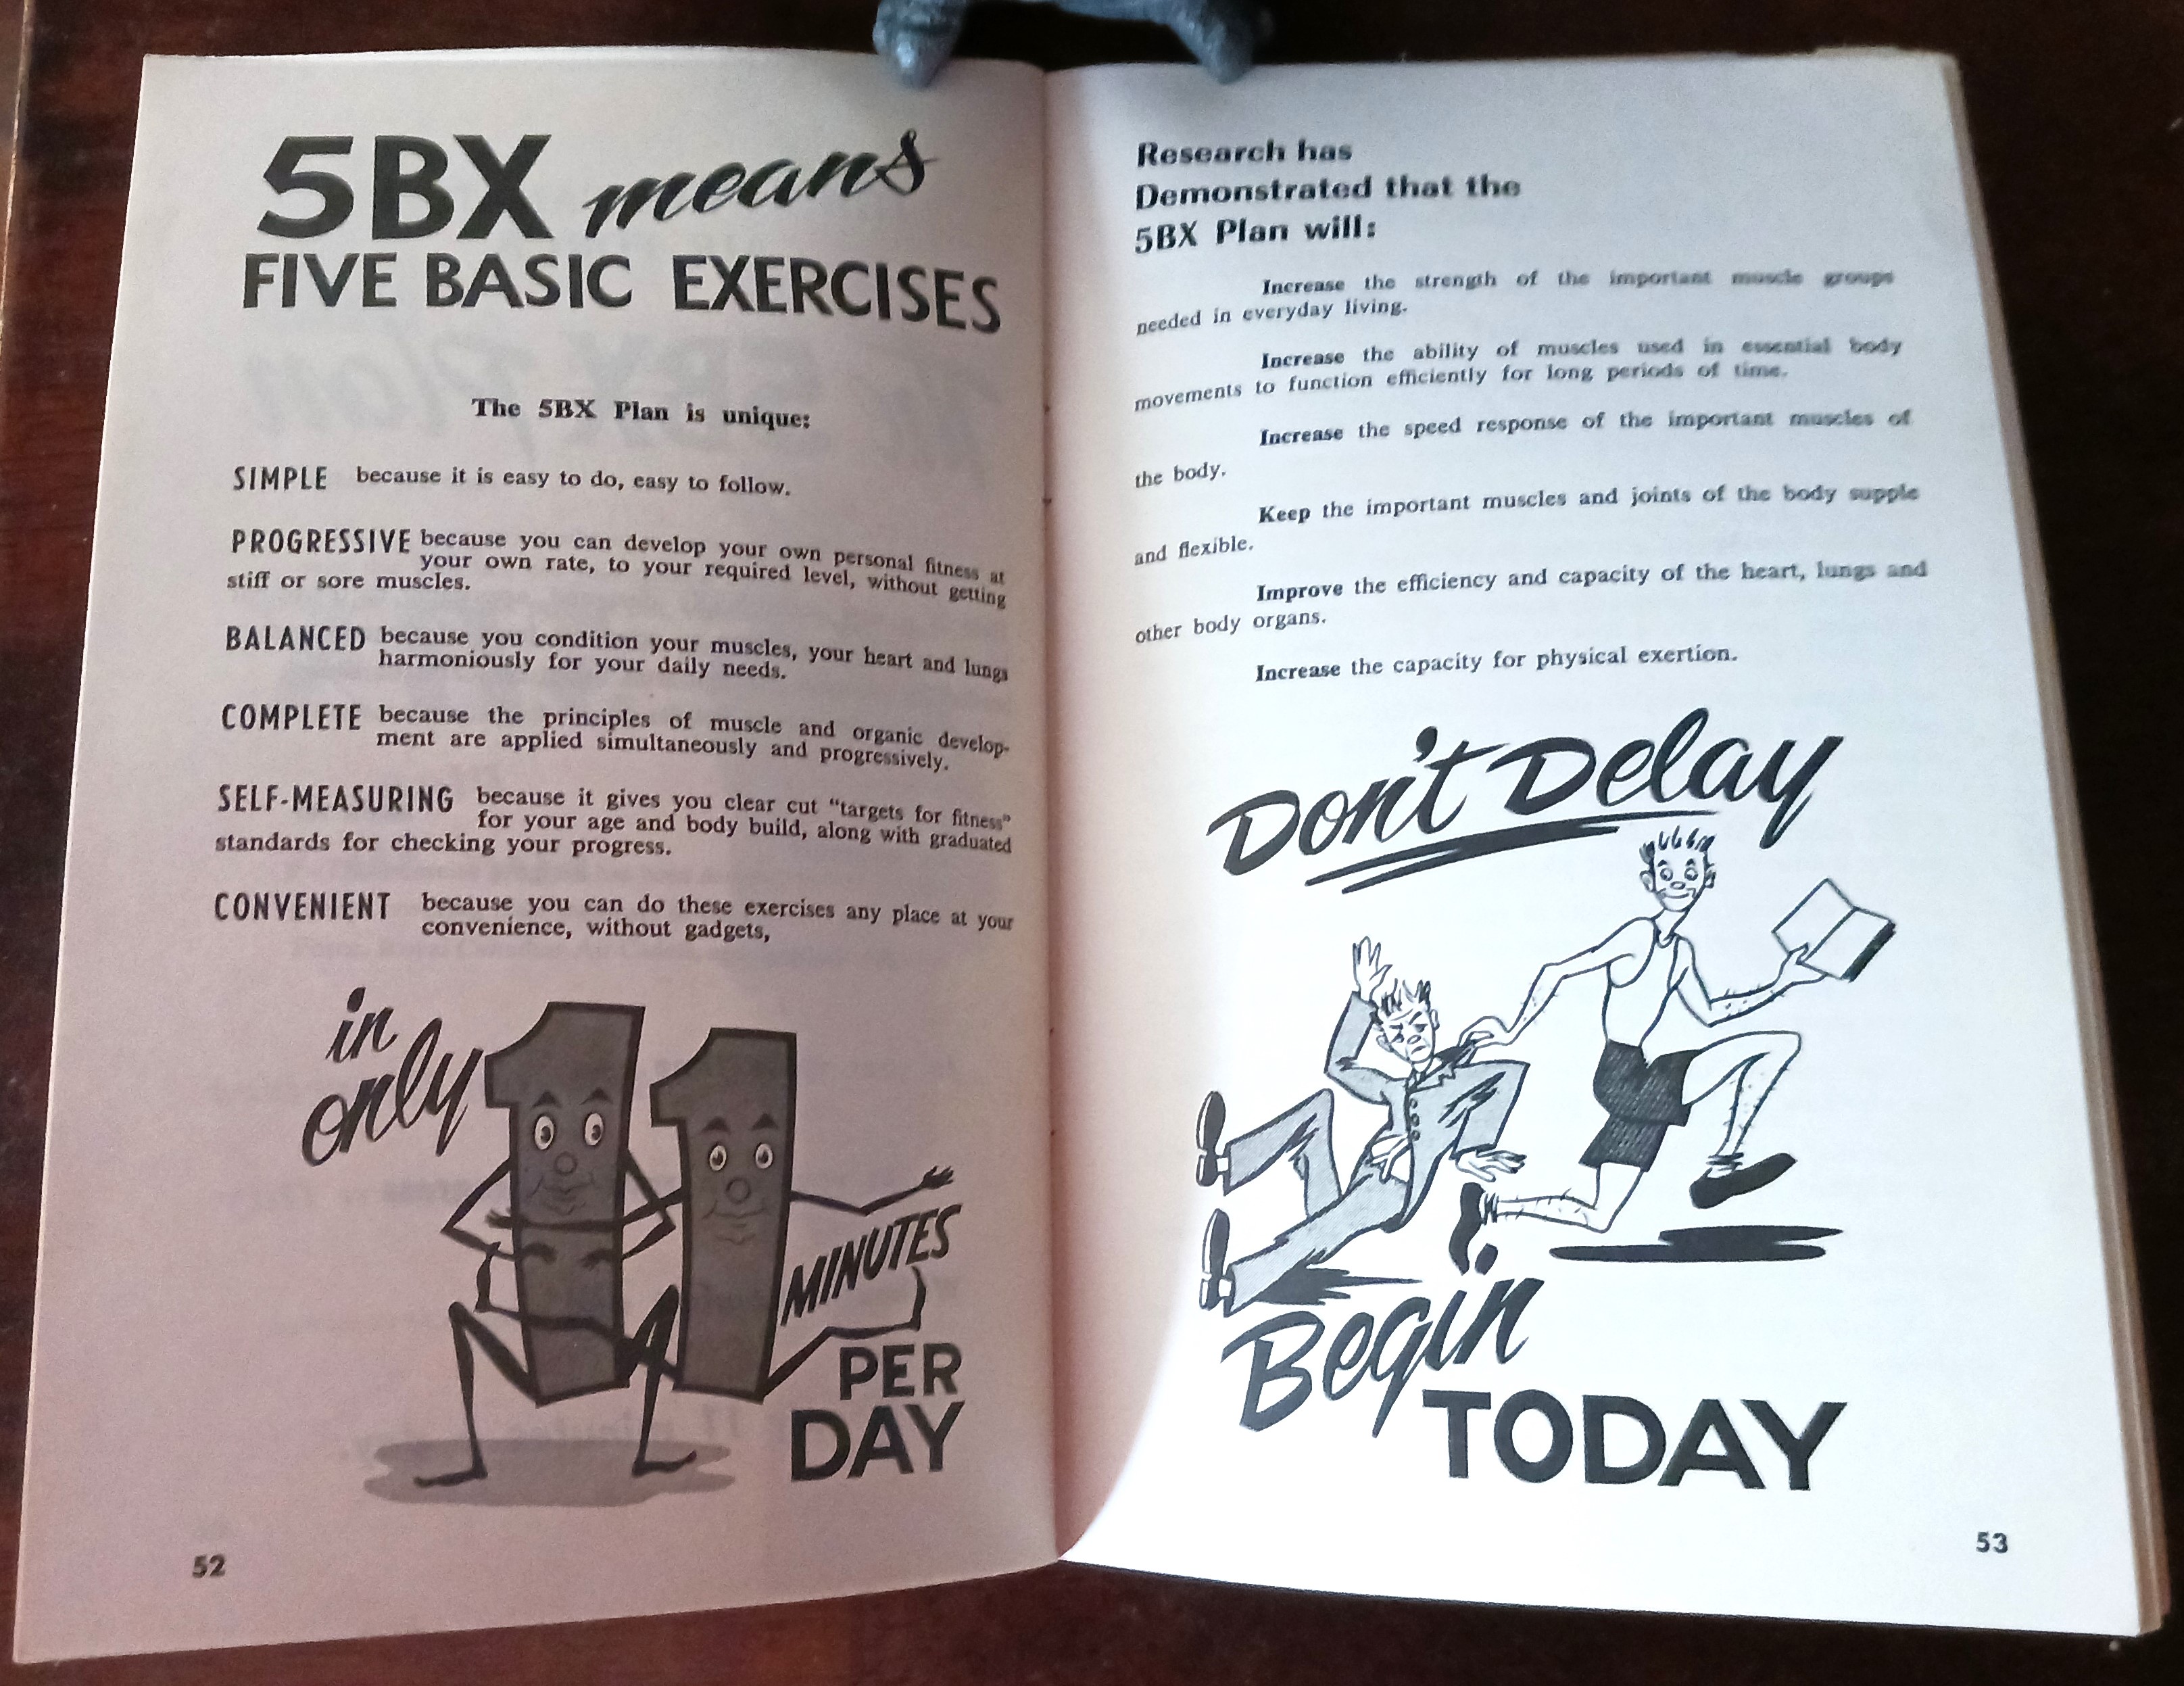 5BX means
FIVE BASIC EXERCISES
The 5BX Plan is unique:
SIMPLE because it is easy to do, easy to follow.
PROGRESSIVE because you can develop your own personal fitness at
your own rate, to your required level, without getting
stiff or sore muscles.
BALANCED because you condition your muscles, your heart and lungs
harmoniously for your daily needs.
COMPLETE because the principles of muscle and organic develop-
ment are applied simultaneously and progressively.
SELF-MEASURING because it gives you clear cut "targets for fitness"
for your age and body build, along with graduated
standards for checking your progress.
CONVENIENT because you can do these exercises any place at your
convenience, without gadgets,
in
only 11
MINUTES
PER
DAY
52
Research has
Demonstrated that the
5BX Plan will:
Increase the strength of the important muscle groups
needed in everyday living.
Increase the ability of muscles used in essential body
movements to function efficiently for long periods of time.
Increase the speed response of the important muscles of
the body.
Keep the important muscles and joints of the body supple
and flexible.
Improve the efficiency and capacity of the heart, lungs and
other body organs.
Increase the capacity for physical exertion.
Don't Delay
Begin
TODAY
53